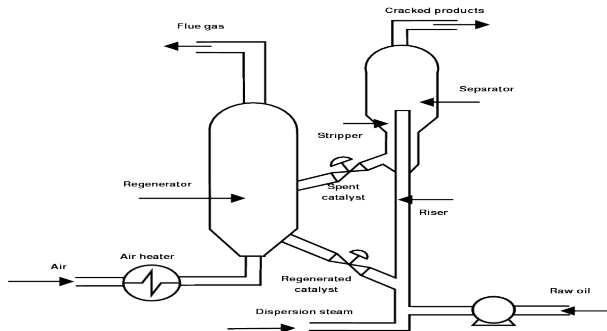 Cracked products
Flue gas
Separator
Stripper
Regenerator
Spent
catalyst
Riser
Air heater
Air
Regenerated
catalyst
Raw oil
Dispersion steam